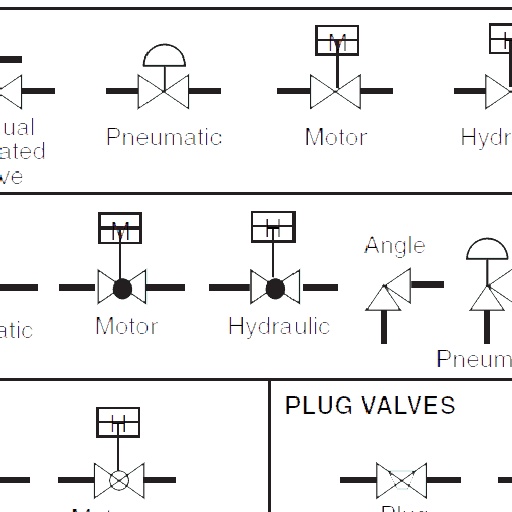 M
ual
ated
ve
Pneumatic
Motor
Hydr
M
H
Angle
atic
Motor
Hydraulic
Pneum
H
PLUG VALVES